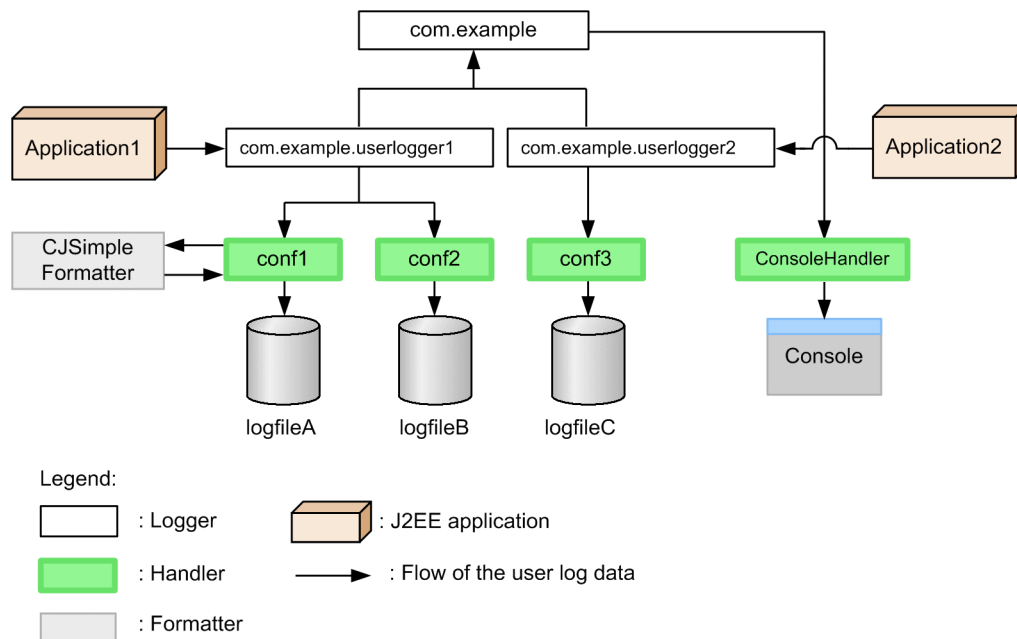 com.example
Application1
com.example.userlogger1
com.example.userlogger2
Application2
CJSimple
Formatter
conf1
conf2
conf3
ConsoleHandler
Console
logfileA
logfileB
logfileC
Legend:
: Logger
: J2EE application
: Handler
: Flow of the user log data
: Formatter